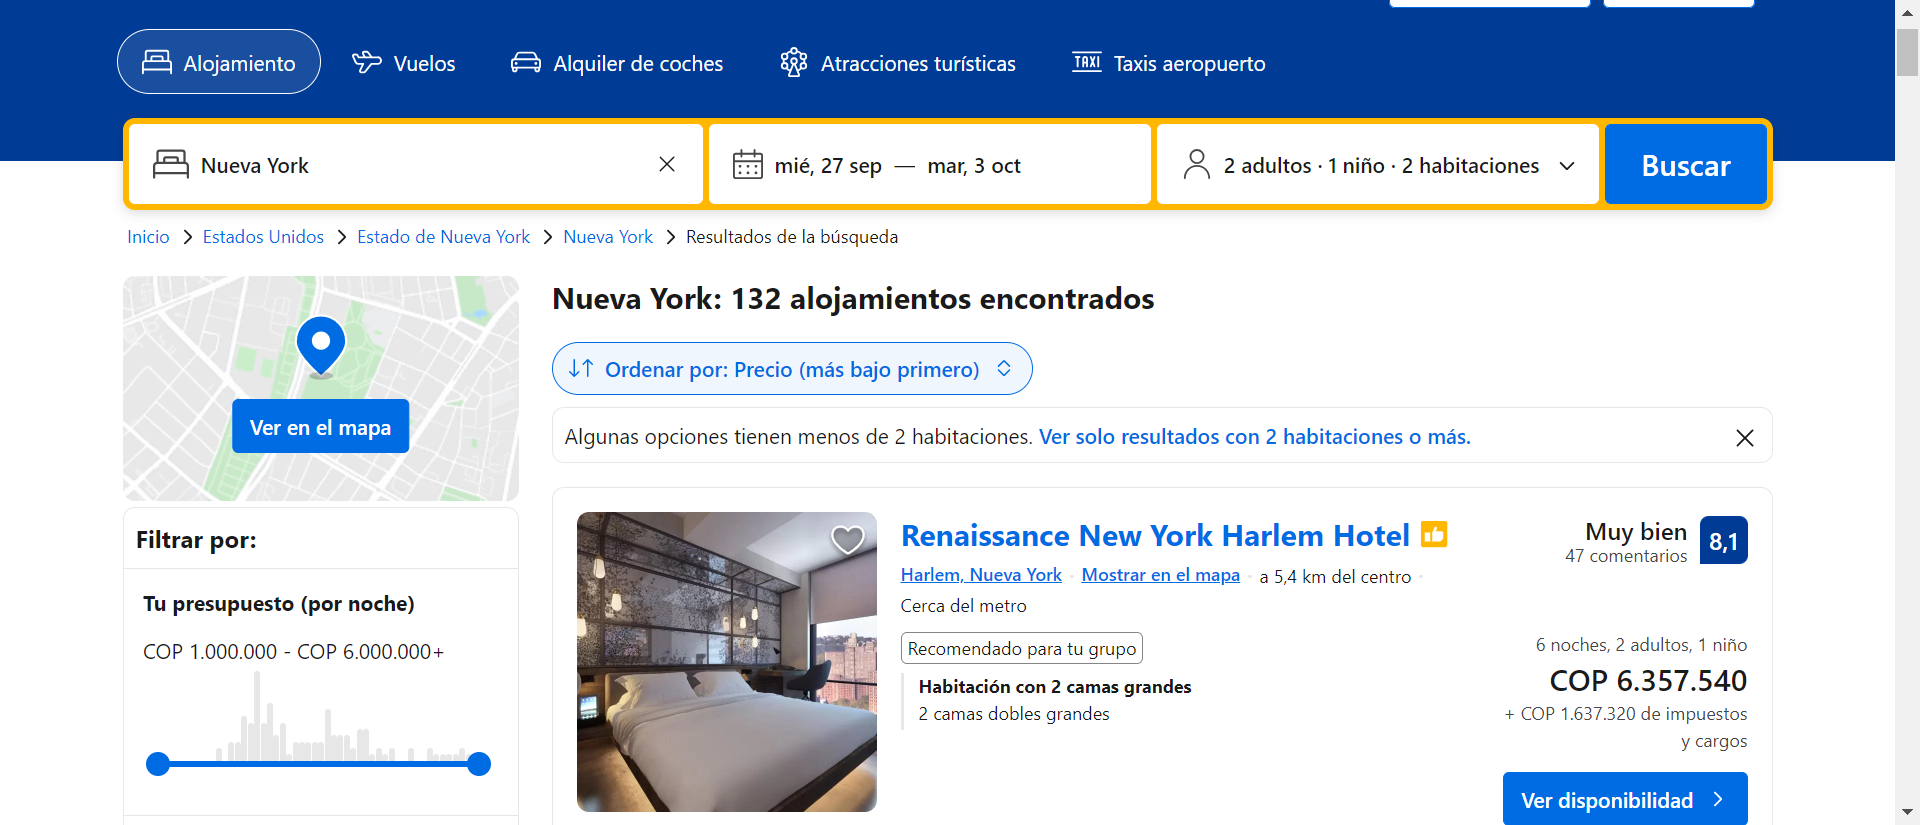 Alojamiento
Vuelos
Alquiler de coches
Atracciones turísticas
TAXI
Taxis aeropuerto
Nueva York
mié, 27 sep — mar, 3 oct
2 adultos · 1 niño · 2 habitaciones
Buscar
Inicio
Estados Unidos
Estado de Nueva York
Nueva York
Resultados de la búsqueda
Ver en el mapa
Filtrar por:
Tu presupuesto (por noche)
COP 1.000.000 - COP 6.000.000+
Nueva York: 132 alojamientos encontrados
Ordenar por: Precio (más bajo primero)
Algunas opciones tienen menos de 2 habitaciones. Ver solo resultados con 2 habitaciones o más.
Renaissance New York Harlem Hotel
Harlem, Nueva York
Mostrar en el mapa
a 5,4 km del centro
Cerca del metro
Recomendado para tu grupo
Habitación con 2 camas grandes
2 camas dobles grandes
Muy bien
47 comentarios
8,1
6 noches, 2 adultos, 1 niño
COP 6.357.540
+ COP 1.637.320 de impuestos
y cargos
Ver disponibilidad